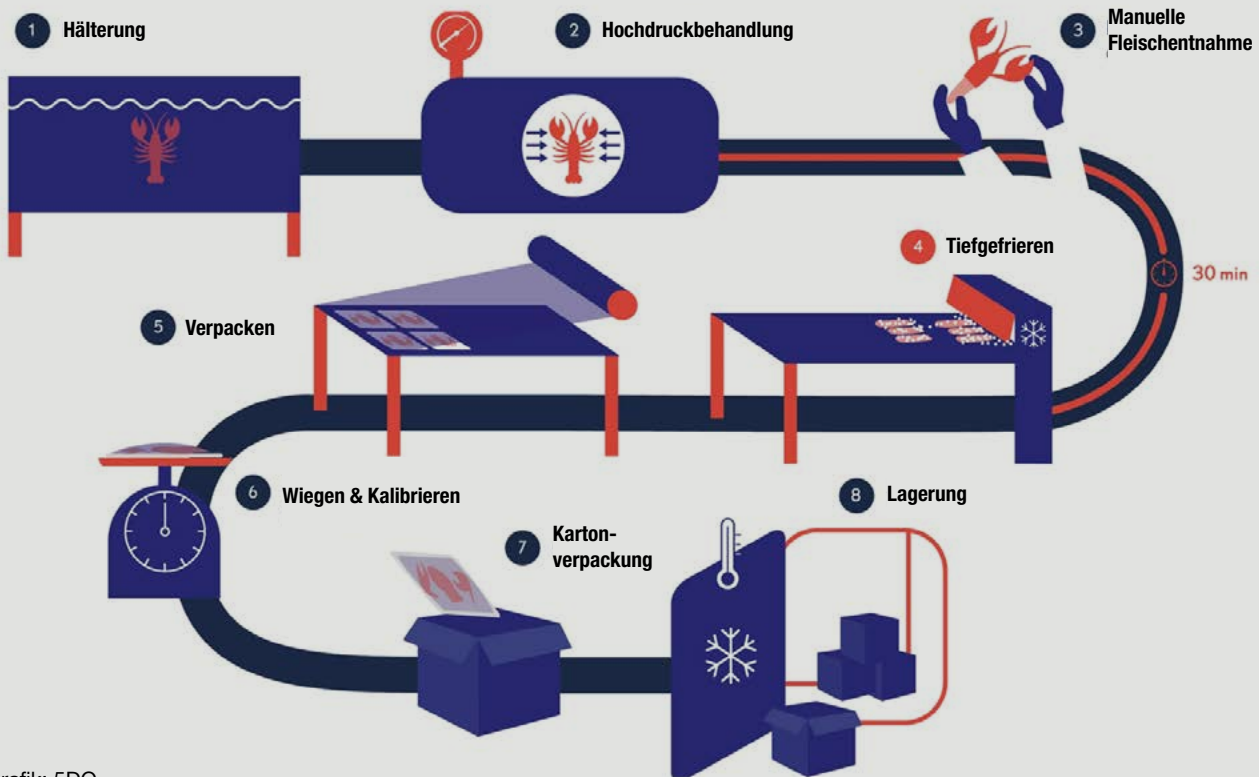 1 Hälterung
2 Hochdruckbehandlung
3 Manuelle
Fleischentnahme
4 Tiefgefrieren
30 min
5 Verpacken
6 Wiegen & Kalibrieren
7 Karton-
verpackung
8 Lagerung